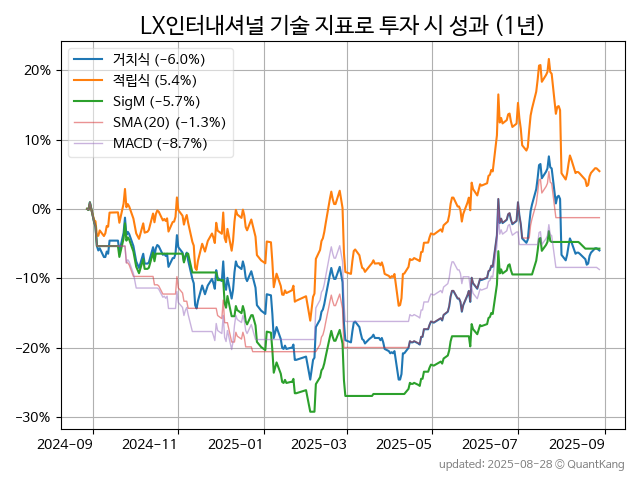 LX인터내셔널 기술 지표로 투자 시 성과 (1년)
거치식 (−6.0%)
적립식 (5.4%)
SigM (−5.7%)
SMA(20) (−1.3%)
MACD (−8.7%)
20%
10%
0%
−10%
−20%
−30%
2024-09 2024-11 2025-01 2025-03 2025-05 2025-07 2025-09
updated: 2025-08-28 © QuantKang